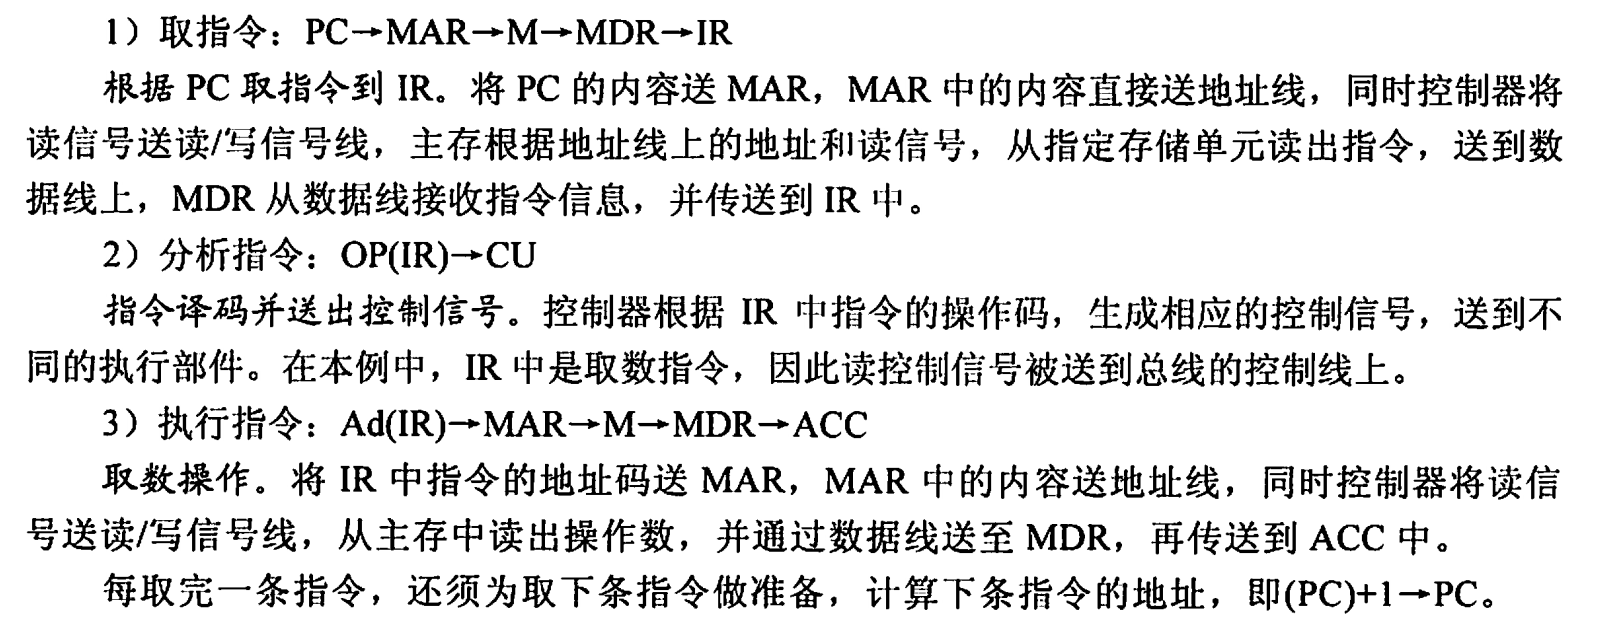 1）取指令：PC→MAR→M→MDR→IR
根据 PC 取指令到 IR。将 PC 的内容送 MAR，MAR 中的内容直接送地址线，同时控制器将
读信号送读/写信号线，主存根据地址线上的地址和读信号，从指定存储单元读出指令，送到数
据线上，MDR 从数据线接收指令信息，并传送到 IR 中。
2）分析指令：OP(IR)→CU
指令译码并送出控制信号。控制器根据 IR 中指令的操作码，生成相应的控制信号，送到不
同的执行部件。在本例中，IR 中是取数指令，因此读控制信号被送到总线的控制线上。
3）执行指令：Ad(IR)→MAR→M→MDR→ACC
取数操作。将 IR 中指令的地址码送 MAR，MAR 中的内容送地址线，同时控制器将读信
号送读/写信号线，从主存中读出操作数，并通过数据线送至 MDR，再传送到 ACC 中。
每取完一条指令，还须为取下条指令做准备，计算下条指令的地址，即(PC)+1→PC。